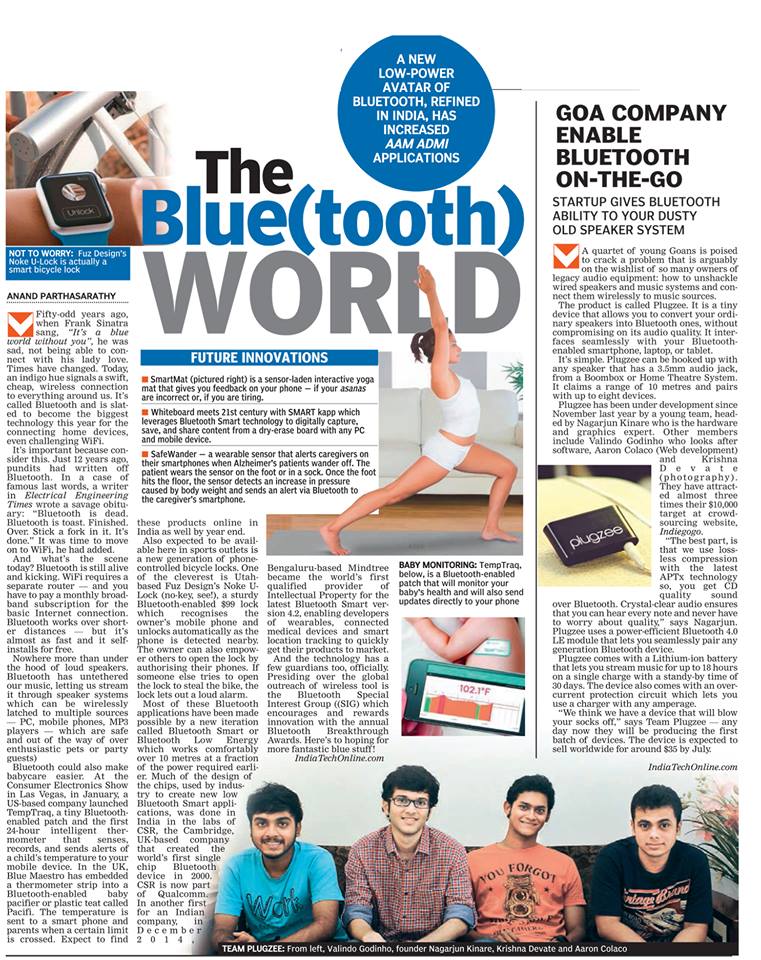 A NEW
LOW-POWER
AVATAR OF
BLUETOOTH, REFINED
IN INDIA, HAS
INCREASED
AAM ADMI
APPLICATIONS
The
Blue(tooth)
WORLD
Unlock
NOT TO WORRY: Fuz Design's
Noke U-Lock is actually a
smart bicycle lock
ANAND PARTHASARATHY
Fifty-odd years ago,
when Frank Sinatra
sang, "It's a blue
world without you", he was
sad, not being able to con-
nect with his lady love.
Times have changed. Today,
an indigo hue signals a swift,
cheap, wireless connection
to everything around us. It's
called Bluetooth and is slat-
ed to become the biggest
technology this year for the
connecting home devices,
even challenging WiFi.
It's important because con-
sider this. Just 12 years ago,
pundits had written off
Bluetooth. In a case of
famous last words, a writer
in Electrical Engineering
Times wrote a savage obitu-
ary: "Bluetooth is dead.
Bluetooth is toast. Finished.
Over. Stick a fork in it. It's
done." It was time to move
on to WiFi, he had added.
And what's the scene
today? Bluetooth is still alive
and kicking. WiFi requires a
separate router — and you
have to pay a monthly broad-
band subscription for the
basic Internet connection.
Bluetooth works over short-
er distances — but it's
almost as fast and it self-
installs for free.
Nowhere more than under
the hood of loud speakers.
Bluetooth has untethered
our music, letting us stream
it through speaker systems
which can be wirelessly
latched to multiple sources
— PC, mobile phones, MP3
players — which are safe
and out of the way of over
enthusiastic pets or party
guests)
Bluetooth could also make
babycare easier. At the
Consumer Electronics Show
in Las Vegas, in January, a
US-based company launched
TempTraq, a tiny Bluetooth-
enabled patch and the first
24-hour intelligent ther-
mometer that senses,
records, and sends alerts of
a child's temperature to your
mobile device. In the UK,
Blue Maestro has embedded
a thermometer strip into a
Bluetooth-enabled baby
pacifier or plastic teat called
Pacifi. The temperature is
sent to a smart phone and
parents when a certain limit
is crossed. Expect to find
FUTURE INNOVATIONS
SmartMat (pictured right) is a sensor-laden interactive yoga
mat that gives you feedback on your phone — if your asanas
are incorrect or, if you are tiring.
Whiteboard meets 21st century with SMART kapp which
leverages Bluetooth Smart technology to digitally capture,
save, and share content from a dry-erase board with any PC
and mobile device.
SafeWander — a wearable sensor that alerts caregivers on
their smartphones when Alzheimer's patients wander off. The
patient wears the sensor on the foot or in a sock. Once the foot
hits the floor, the sensor detects an increase in pressure
caused by body weight and sends an alert via Bluetooth to
the caregiver's smartphone.
these products online in
India as well by year end.
Also expected to be avail-
able here in sports outlets is
a new generation of phone-
controlled bicycle locks. One
of the cleverest is Utah-
based Fuz Design's Noke U-
Lock (no-key, see!), a sturdy
Bluetooth-enabled $99 lock
which recognises the
owner's mobile phone and
unlocks automatically as the
phone is detected nearby.
The owner can also empow-
er others to open the lock by
authorising their phones. If
someone else tries to open
the lock to steal the bike, the
lock lets out a loud alarm.
Most of these Bluetooth
applications have been made
possible by a new iteration
called Bluetooth Smart or
Bluetooth Low Energy
which works comfortably
over 10 metres at a fraction
of the power required earli-
er. Much of the design of
the chips, used by indus-
try to create new low
Bluetooth Smart appli-
cations, was done in
India in the labs of
CSR, the Cambridge,
UK-based company
that created the
world's first single
chip Bluetooth
device in 2000.
CSR is now part
of Qualcomm.
In another first
for an Indian
company, in
December
2014,
Bengaluru-based Mindtree
became the world's first
qualified provider of
Intellectual Property for the
latest Bluetooth Smart ver-
sion 4.2, enabling developers
of wearables, connected
medical devices and smart
location tracking to quickly
get their products to market.
And the technology has a
few guardians too, officially.
Presiding over the global
outreach of wireless tool is
the Bluetooth Special
Interest Group ((SIG) which
encourages and rewards
innovation with the annual
Bluetooth Breakthrough
Awards. Here's to hoping for
more fantastic blue stuff!
IndiaTechOnline.com
BABY MONITORING: TempTraq,
below, is a Bluetooth-enabled
patch that will monitor your
baby's health and will also send
updates directly to your phone
102.1°F
GOA COMPANY
ENABLE
BLUETOOTH
ON-THE-GO
STARTUP GIVES BLUETOOTH
ABILITY TO YOUR DUSTY
OLD SPEAKER SYSTEM
A quartet of young Goans is poised
to crack a problem that is arguably
on the wishlist of so many owners of
legacy audio equipment: how to unshackle
wired speakers and music systems and con-
nect them wirelessly to music sources.
The product is called Plugzee. It is a tiny
device that allows you to convert your ordi-
nary speakers into Bluetooth ones, without
compromising on its audio quality. It inter-
faces seamlessly with your Bluetooth-
enabled smartphone, laptop, or tablet.
It's simple. Plugzee can be hooked up with
any speaker that has a 3.5mm audio jack,
from a Boombox or Home Theatre System.
It claims a range of 10 metres and pairs
with up to eight devices.
Plugzee has been under development since
November last year by a young team, head-
ed by Nagarjun Kinare who is the hardware
and graphics expert. Other members
include Valindo Godinho who looks after
software, Aaron Colaco (Web development)
and Krishna
Devate
(photography).
They have attract-
ed almost three
times their $10,000
target at crowd-
sourcing website,
Indiegogo.
"The best part, is
that we use loss-
less compression
with the latest
APTx technology
so, you get CD
quality sound
over Bluetooth. Crystal-clear audio ensures
that you can hear every note and never have
to worry about quality," says Nagarjun.
Plugzee uses a power-efficient Bluetooth 4.0
LE module that lets you seamlessly pair any
generation Bluetooth device.
Plugzee comes with a Lithium-ion battery
that lets you stream music for up to 18 hours
on a single charge with a standy-by time of
30 days. The device also comes with an over-
current protection circuit which lets you
use a charger with any amperage.
"We think we have a device that will blow
your socks off," says Team Plugzee — any
day now they will be producing the first
batch of devices. The device is expected to
sell worldwide for around $35 by July.
IndiaTechOnline.com
plugzee
Work
YOU FORGOT
Vintage Brand
TEAM PLUGZEE: From left, Valindo Godinho, founder Nagarjun Kinare, Krishna Devate and Aaron Colaco